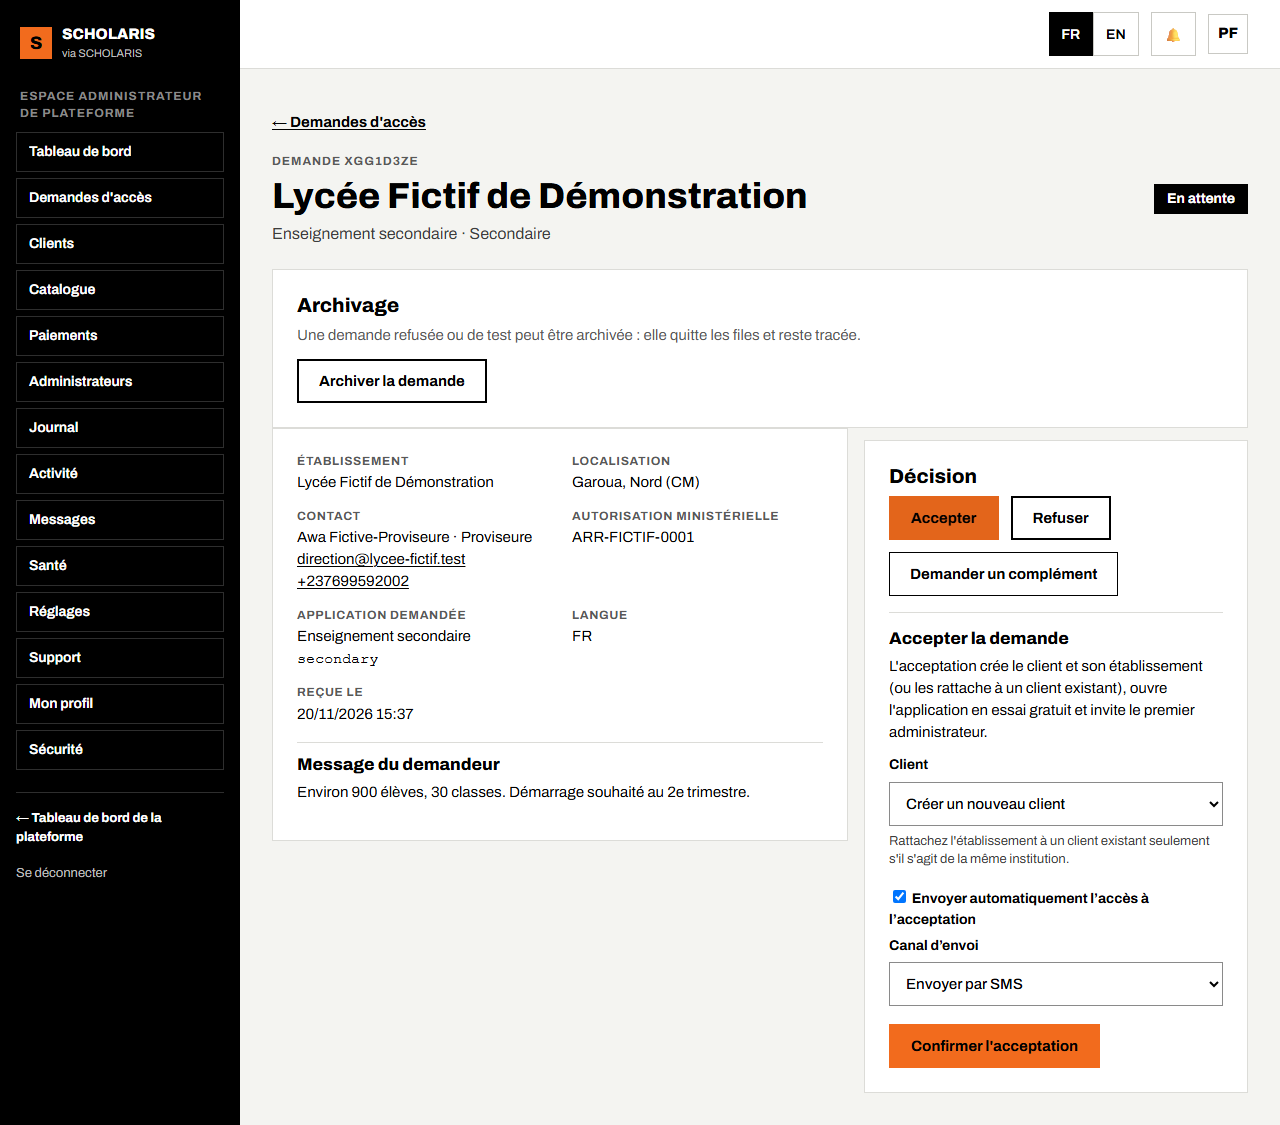 S
SCHOLARIS
via SCHOLARIS
ESPACE ADMINISTRATEUR
DE PLATEFORME
Tableau de bord
Demandes d'accès
Clients
Catalogue
Paiements
Administrateurs
Journal
Activité
Messages
Santé
Réglages
Support
Mon profil
Sécurité
← Tableau de bord de la
plateforme
Se déconnecter
FR EN PF
← Demandes d'accès
DEMANDE XGG1D3ZE
Lycée Fictif de Démonstration
En attente
Enseignement secondaire · Secondaire
Archivage
Une demande refusée ou de test peut être archivée : elle quitte les files et reste tracée.
Archiver la demande
ÉTABLISSEMENT
Lycée Fictif de Démonstration
LOCALISATION
Garoua, Nord (CM)
CONTACT
Awa Fictive-Proviseure · Proviseure
direction@lycee-fictif.test
+237699592002
AUTORISATION MINISTÉRIELLE
ARR-FICTIF-0001
APPLICATION DEMANDÉE
Enseignement secondaire
secondary
LANGUE
FR
REÇUE LE
20/11/2026 15:37
Message du demandeur
Environ 900 élèves, 30 classes. Démarrage souhaité au 2e trimestre.
Décision
Accepter
Refuser
Demander un complément
Accepter la demande
L'acceptation crée le client et son établissement
(ou les rattache à un client existant), ouvre
l'application en essai gratuit et invite le premier
administrateur.
Client
Créer un nouveau client
Rattachez l'établissement à un client existant seulement
s'il s'agit de la même institution.
Envoyer automatiquement l’accès à
l’acceptation
Canal d’envoi
Envoyer par SMS
Confirmer l'acceptation